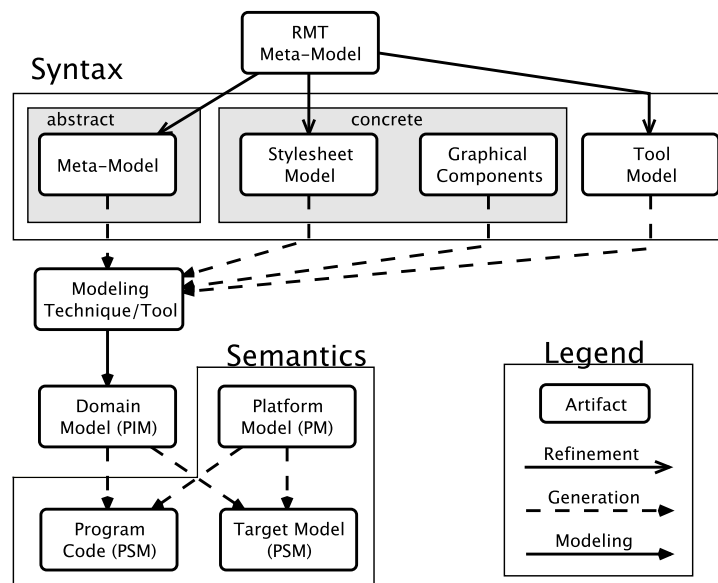 RMT
Meta-Model
Syntax
abstract
concrete
Meta-Model
Stylesheet
Model
Graphical
Components
Tool
Model
Modeling
Technique/Tool
Semantics
Legend
Domain
Model (PIM)
Platform
Model (PM)
Artifact
Refinement
Generation
Modeling
Program
Code (PSM)
Target Model
(PSM)